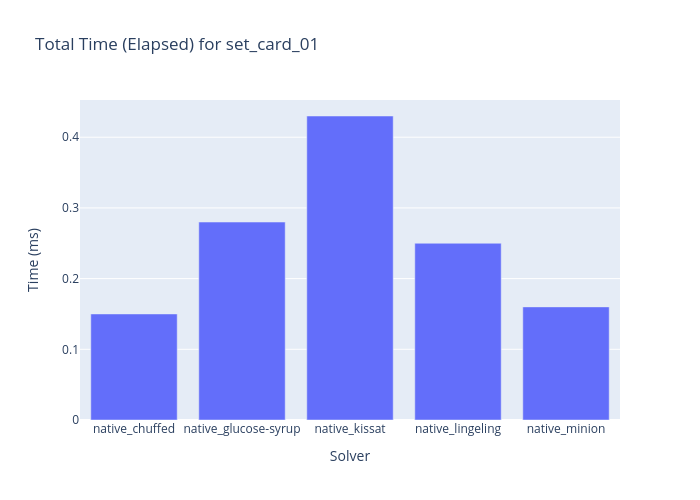 Total Time (Elapsed) for set_card_01
Time (ms)
0.4
0.3
0.2
0.1
0
native_chuffed native_glucose-syrup native_kissat native_lingeling native_minion
Solver